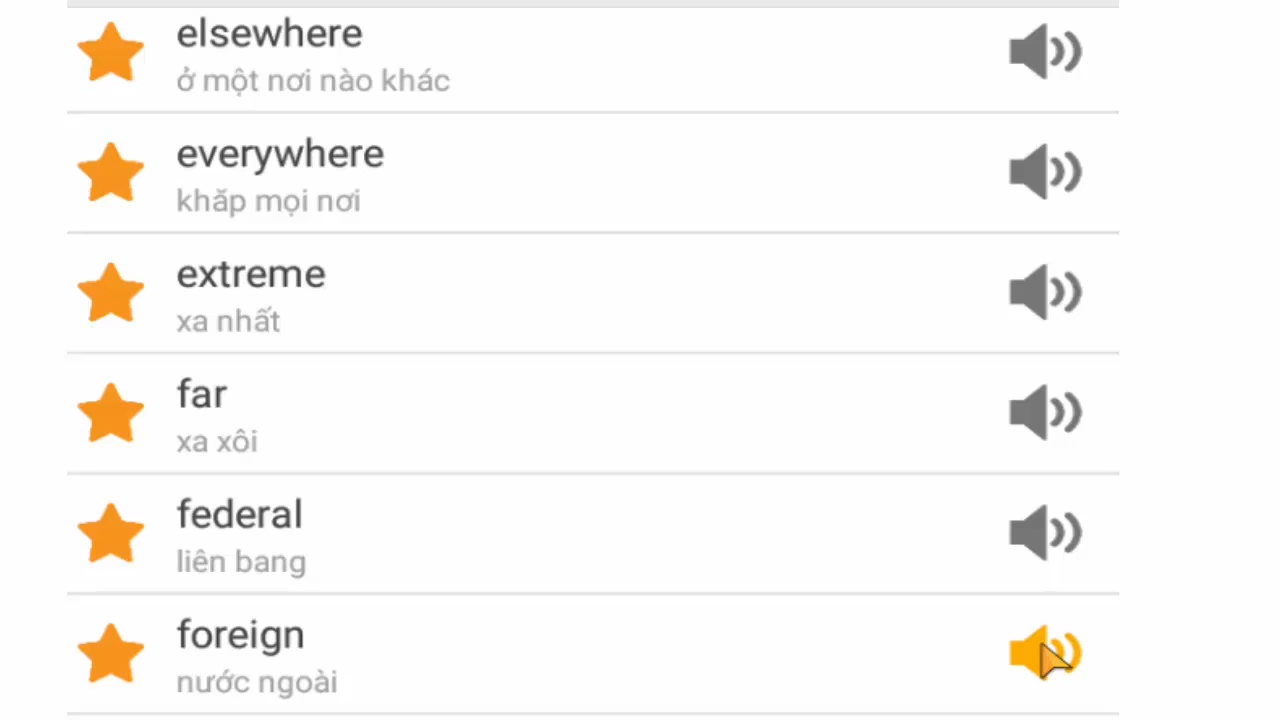 elsewhere
ở một nơi nào khác
everywhere
khắp mọi nơi
extreme
xa nhất
far
xa xôi
federal
liên bang
foreign
nước ngoài